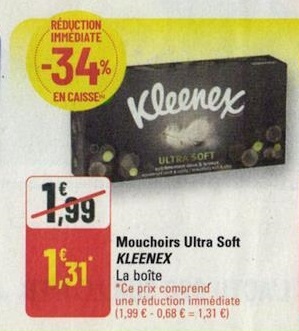 RÉDUCTION
IMMÉDIATE
-34%
EN CAISSE
Kleenex
ULTRA SOFT
1€,99
1€,31*
Mouchoirs Ultra Soft
KLEENEX
La boîte
*Ce prix comprend
une réduction immédiate
(1,99 € - 0,68 € = 1,31 €)